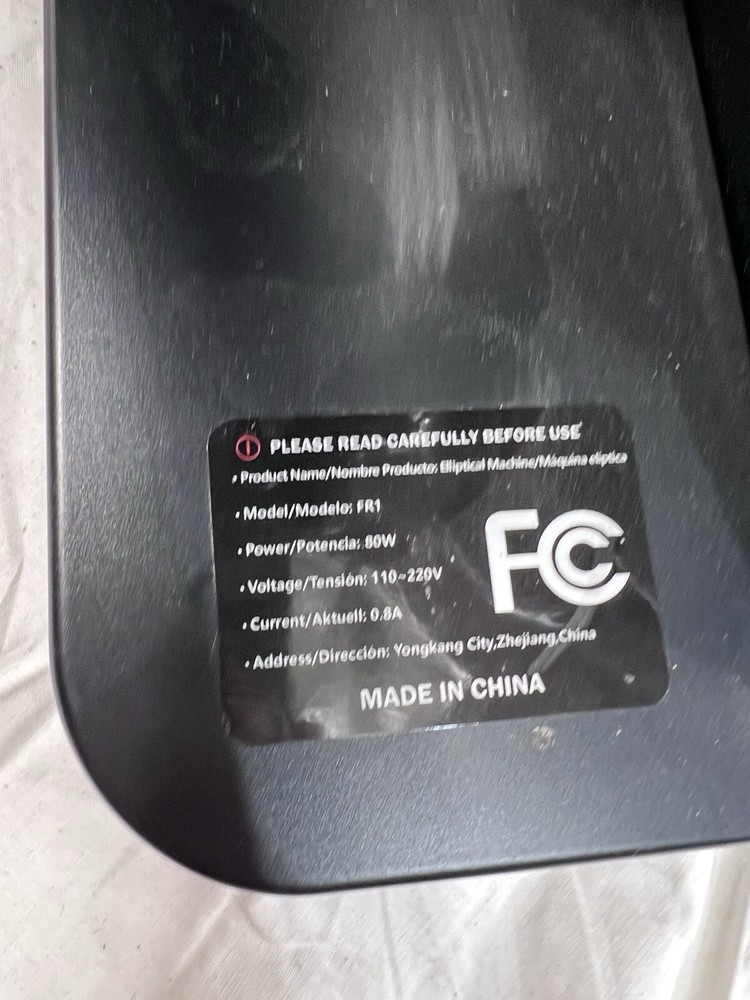 PLEASE READ CAREFULLY BEFORE USE
• Product Name/Nombre Producto: Elliptical Machine/Máquina elíptica
• Model/Modelo: FR1
• Power/Potencia: 80W
• Voltage/Tensión: 110~220V
• Current/Aktuell: 0.8A
• Address/Dirección: Yongkang City,Zhejiang,China
FC
MADE IN CHINA